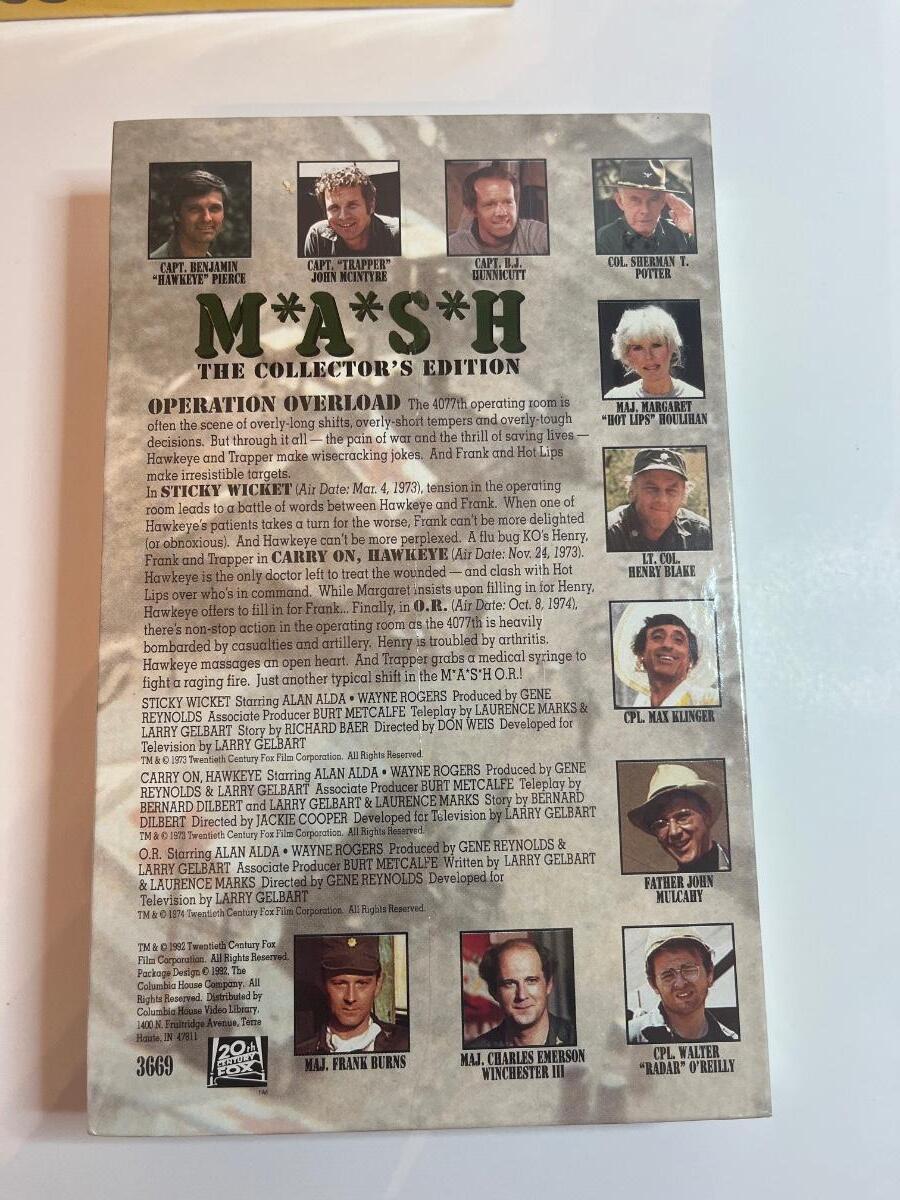 CAPT. BENJAMIN
"HAWKEYE" PIERCE
CAPT. "TRAPPER"
JOHN MCINTYRE
CAPT. B.J.
HUNNICUTT
COL. SHERMAN T.
POTTER
M*A*S*H
THE COLLECTOR'S EDITION
MAJ. MARGARET
"HOT LIPS" HOULIHAN
OPERATION OVERLOAD The 4077th operating room is
often the scene of overly-long shifts, overly-short tempers and overly-tough
decisions. But through it all — the pain of war and the thrill of saving lives —
Hawkeye and Trapper make wisecracking jokes. And Frank and Hot Lips
make irresistible targets.
In STICKY WICKET (Air Date: Mar. 4, 1973), tension in the operating
room leads to a battle of words between Hawkeye and Frank. When one of
Hawkeye's patients takes a turn for the worse, Frank can't be more delighted
(or obnoxious). And Hawkeye can't be more perplexed. A flu bug KO's Henry,
Frank and Trapper in CARRY ON, HAWKEYE (Air Date: Nov. 24, 1973).
Hawkeye is the only doctor left to treat the wounded — and clash with Hot
Lips over who's in command. While Margaret insists upon filling in for Henry,
Hawkeye offers to fill in for Frank... Finally, in O.R. (Air Date: Oct. 8, 1974),
there's non-stop action in the operating room as the 4077th is heavily
bombarded by casualties and artillery. Henry is troubled by arthritis.
Hawkeye massages an open heart. And Trapper grabs a medical syringe to
fight a raging fire. Just another typical shift in the M*A*S*H O.R.!
LT. COL.
HENRY BLAKE
CPL. MAX KLINGER
STICKY WICKET Starring ALAN ALDA • WAYNE ROGERS Produced by GENE
REYNOLDS Associate Producer BURT METCALFE Teleplay by LAURENCE MARKS &
LARRY GELBART Story by RICHARD BAER Directed by DON WEIS Developed for
Television by LARRY GELBART
TM & © 1973 Twentieth Century Fox Film Corporation. All Rights Reserved.
CARRY ON, HAWKEYE Starring ALAN ALDA • WAYNE ROGERS Produced by GENE
REYNOLDS & LARRY GELBART Associate Producer BURT METCALFE Teleplay by
BERNARD DILBERT and LARRY GELBART & LAURENCE MARKS Story by BERNARD
DILBERT Directed by JACKIE COOPER Developed for Television by LARRY GELBART
TM & © 1973 Twentieth Century Fox Film Corporation. All Rights Reserved.
O.R. Starring ALAN ALDA • WAYNE ROGERS Produced by GENE REYNOLDS &
LARRY GELBART Associate Producer BURT METCALFE Written by LARRY GELBART
& LAURENCE MARKS Directed by GENE REYNOLDS Developed for
Television by LARRY GELBART
TM & © 1974 Twentieth Century Fox Film Corporation. All Rights Reserved.
FATHER JOHN
MULCAHY
TM & © 1992 Twentieth Century Fox
Film Corporation. All Rights Reserved.
Package Design © 1992, The
Columbia House Company. All
Rights Reserved. Distributed by
Columbia House Video Library,
1400 N. Fruitridge Avenue, Terre
Haute, IN 47811
3669
20th
CENTURY
FOX
MAJ. FRANK BURNS
MAJ. CHARLES EMERSON
WINCHESTER III
CPL. WALTER
"RADAR" O'REILLY